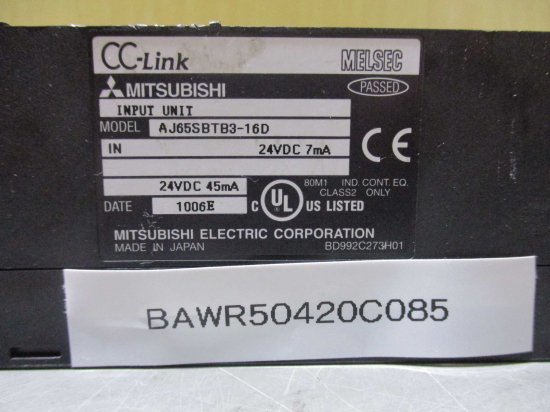 CC-Link MELSEC
MITSUBISHI PASSED
INPUT UNIT
MODEL AJ65SBTB3-16D
IN 24VDC 7mA
24VDC 45mA
80M1 IND. CONT. EQ.
CLASS2 ONLY
DATE 1006E C UL US LISTED
CE
MITSUBISHI ELECTRIC CORPORATION
MADE IN JAPAN BD992C273H01
BAWR50420C085